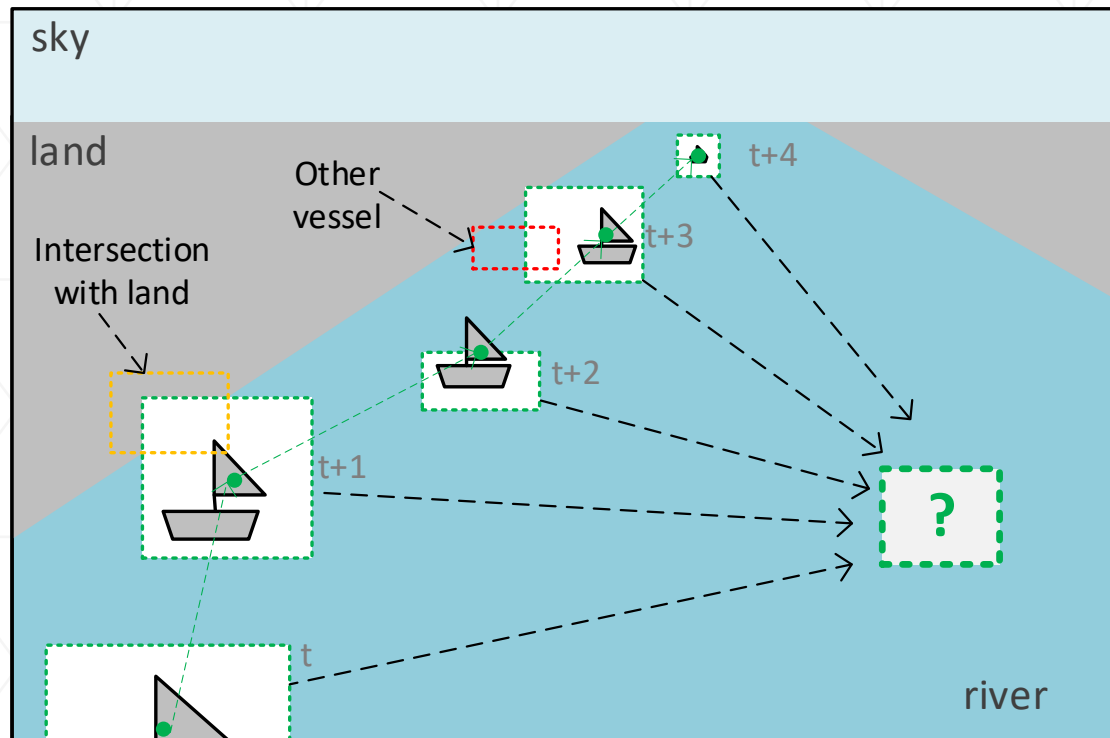 sky
land
Other
vessel
t+4
t+3
Intersection
with land
t+2
t+1
?
t
river